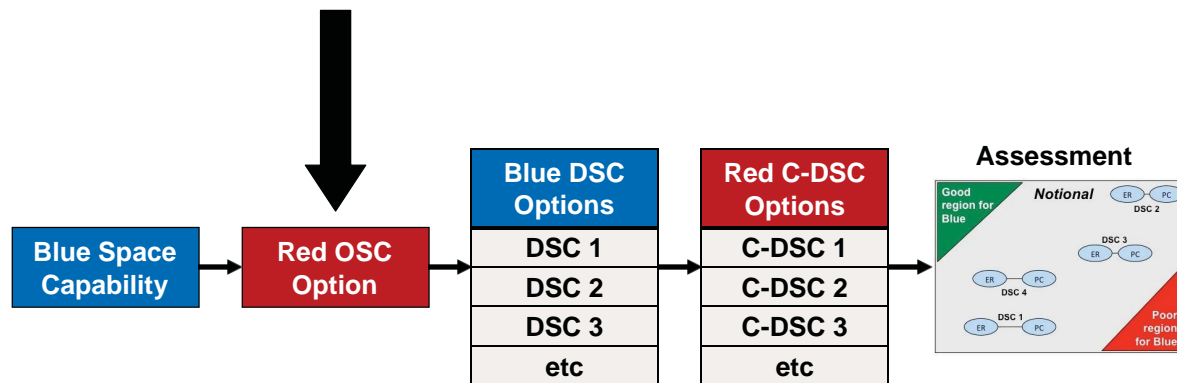 Blue Space
Capability
Red OSC
Option
Blue DSC
Options
DSC 1
DSC 2
DSC 3
etc
Red C-DSC
Options
C-DSC 1
C-DSC 2
C-DSC 3
etc
Assessment
Good
region for
Blue
Notional
ER
PC
DSC 2
DSC 3
ER
PC
ER
PC
DSC 4
DSC 1
ER
PC
Poor
region
for Blue